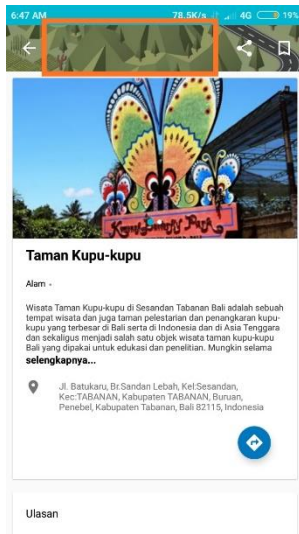 6:47 AM 78.5K/s 4G 19%
Taman Kupu-kupu
Alam -
Wisata Taman Kupu-kupu di Sesandan Tabanan Bali adalah sebuah
tempat wisata dan juga taman pelestarian dan penangkaran kupu-
kupu yang terbesar di Bali serta di Indonesia dan di Asia Tenggara
dan sekaligus menjadi salah satu objek wisata taman kupu-kupu
Bali yang dipakai untuk edukasi dan penelitian. Mungkin selama
selengkapnya...
Jl. Batukaru, Br.Sandan Lebah, Kel:Sesandan,
Kec:TABANAN, Kabupaten TABANAN, Buruan,
Penebel, Kabupaten Tabanan, Bali 82115, Indonesia
Ulasan